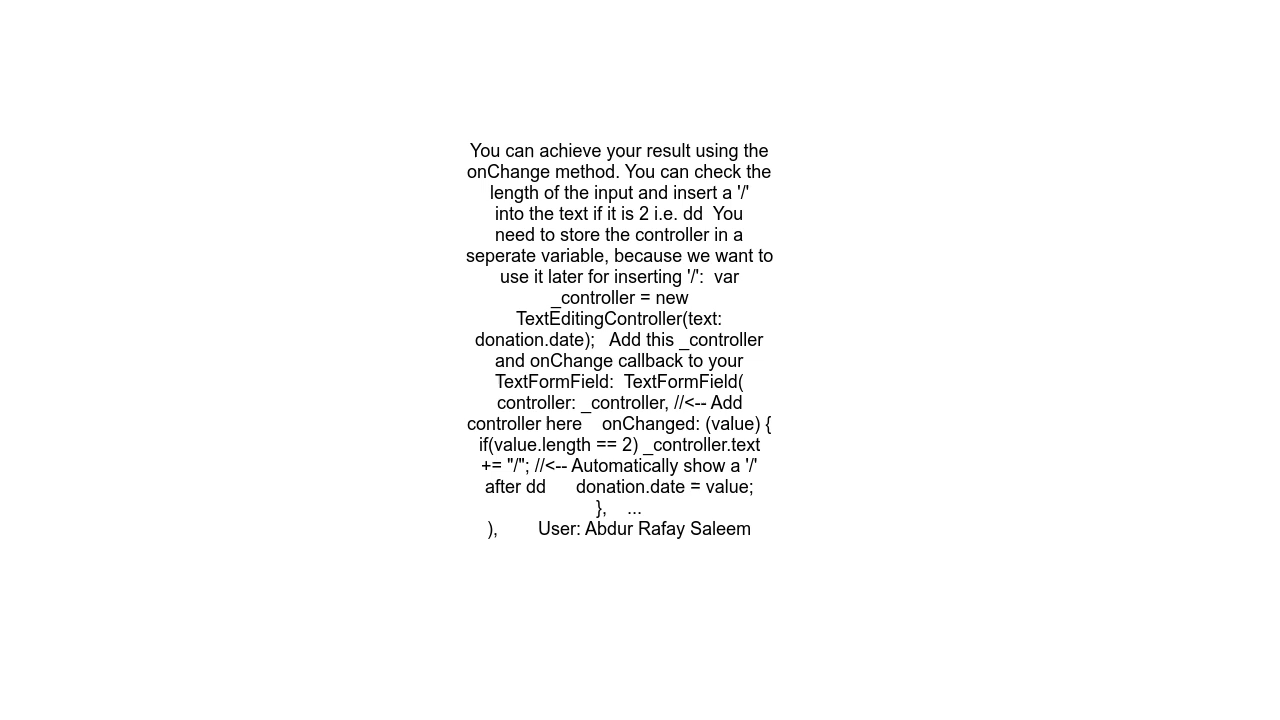 You can achieve your result using the
onChange method. You can check the
length of the input and insert a '/'
into the text if it is 2 i.e. dd  You
need to store the controller in a
seperate variable, because we want to
use it later for inserting '/':  var
_controller = new
TextEditingController(text:
donation.date);   Add this _controller
and onChange callback to your
TextFormField:  TextFormField(
controller: _controller, //<-- Add
controller here    onChanged: (value) {
if(value.length == 2) _controller.text
+= "/"; //<-- Automatically show a '/'
after dd      donation.date = value;
},    ...
),        User: Abdur Rafay Saleem